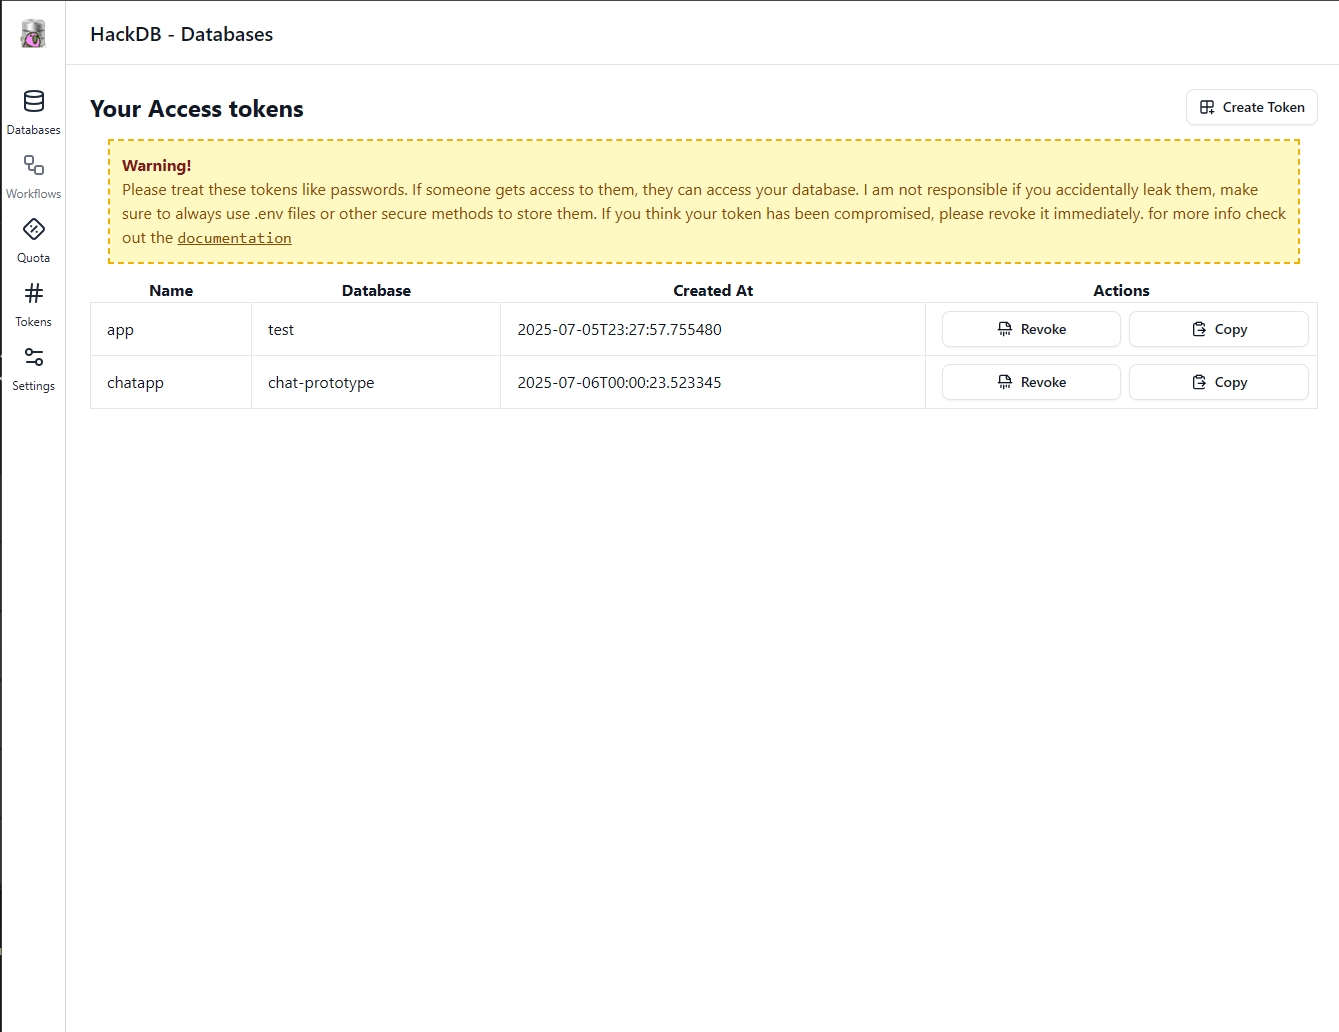 HackDB - Databases
Databases
Workflows
Quota
Tokens
Settings
Your Access tokens
Create Token
Warning!
Please treat these tokens like passwords. If someone gets access to them, they can access your database. I am not responsible if you accidentally leak them, make
sure to always use .env files or other secure methods to store them. If you think your token has been compromised, please revoke it immediately. for more info check
out the documentation
Name Database Created At Actions
app test 2025-07-05T23:27:57.755480 Revoke Copy
chatapp chat-prototype 2025-07-06T00:00:23.523345 Revoke Copy